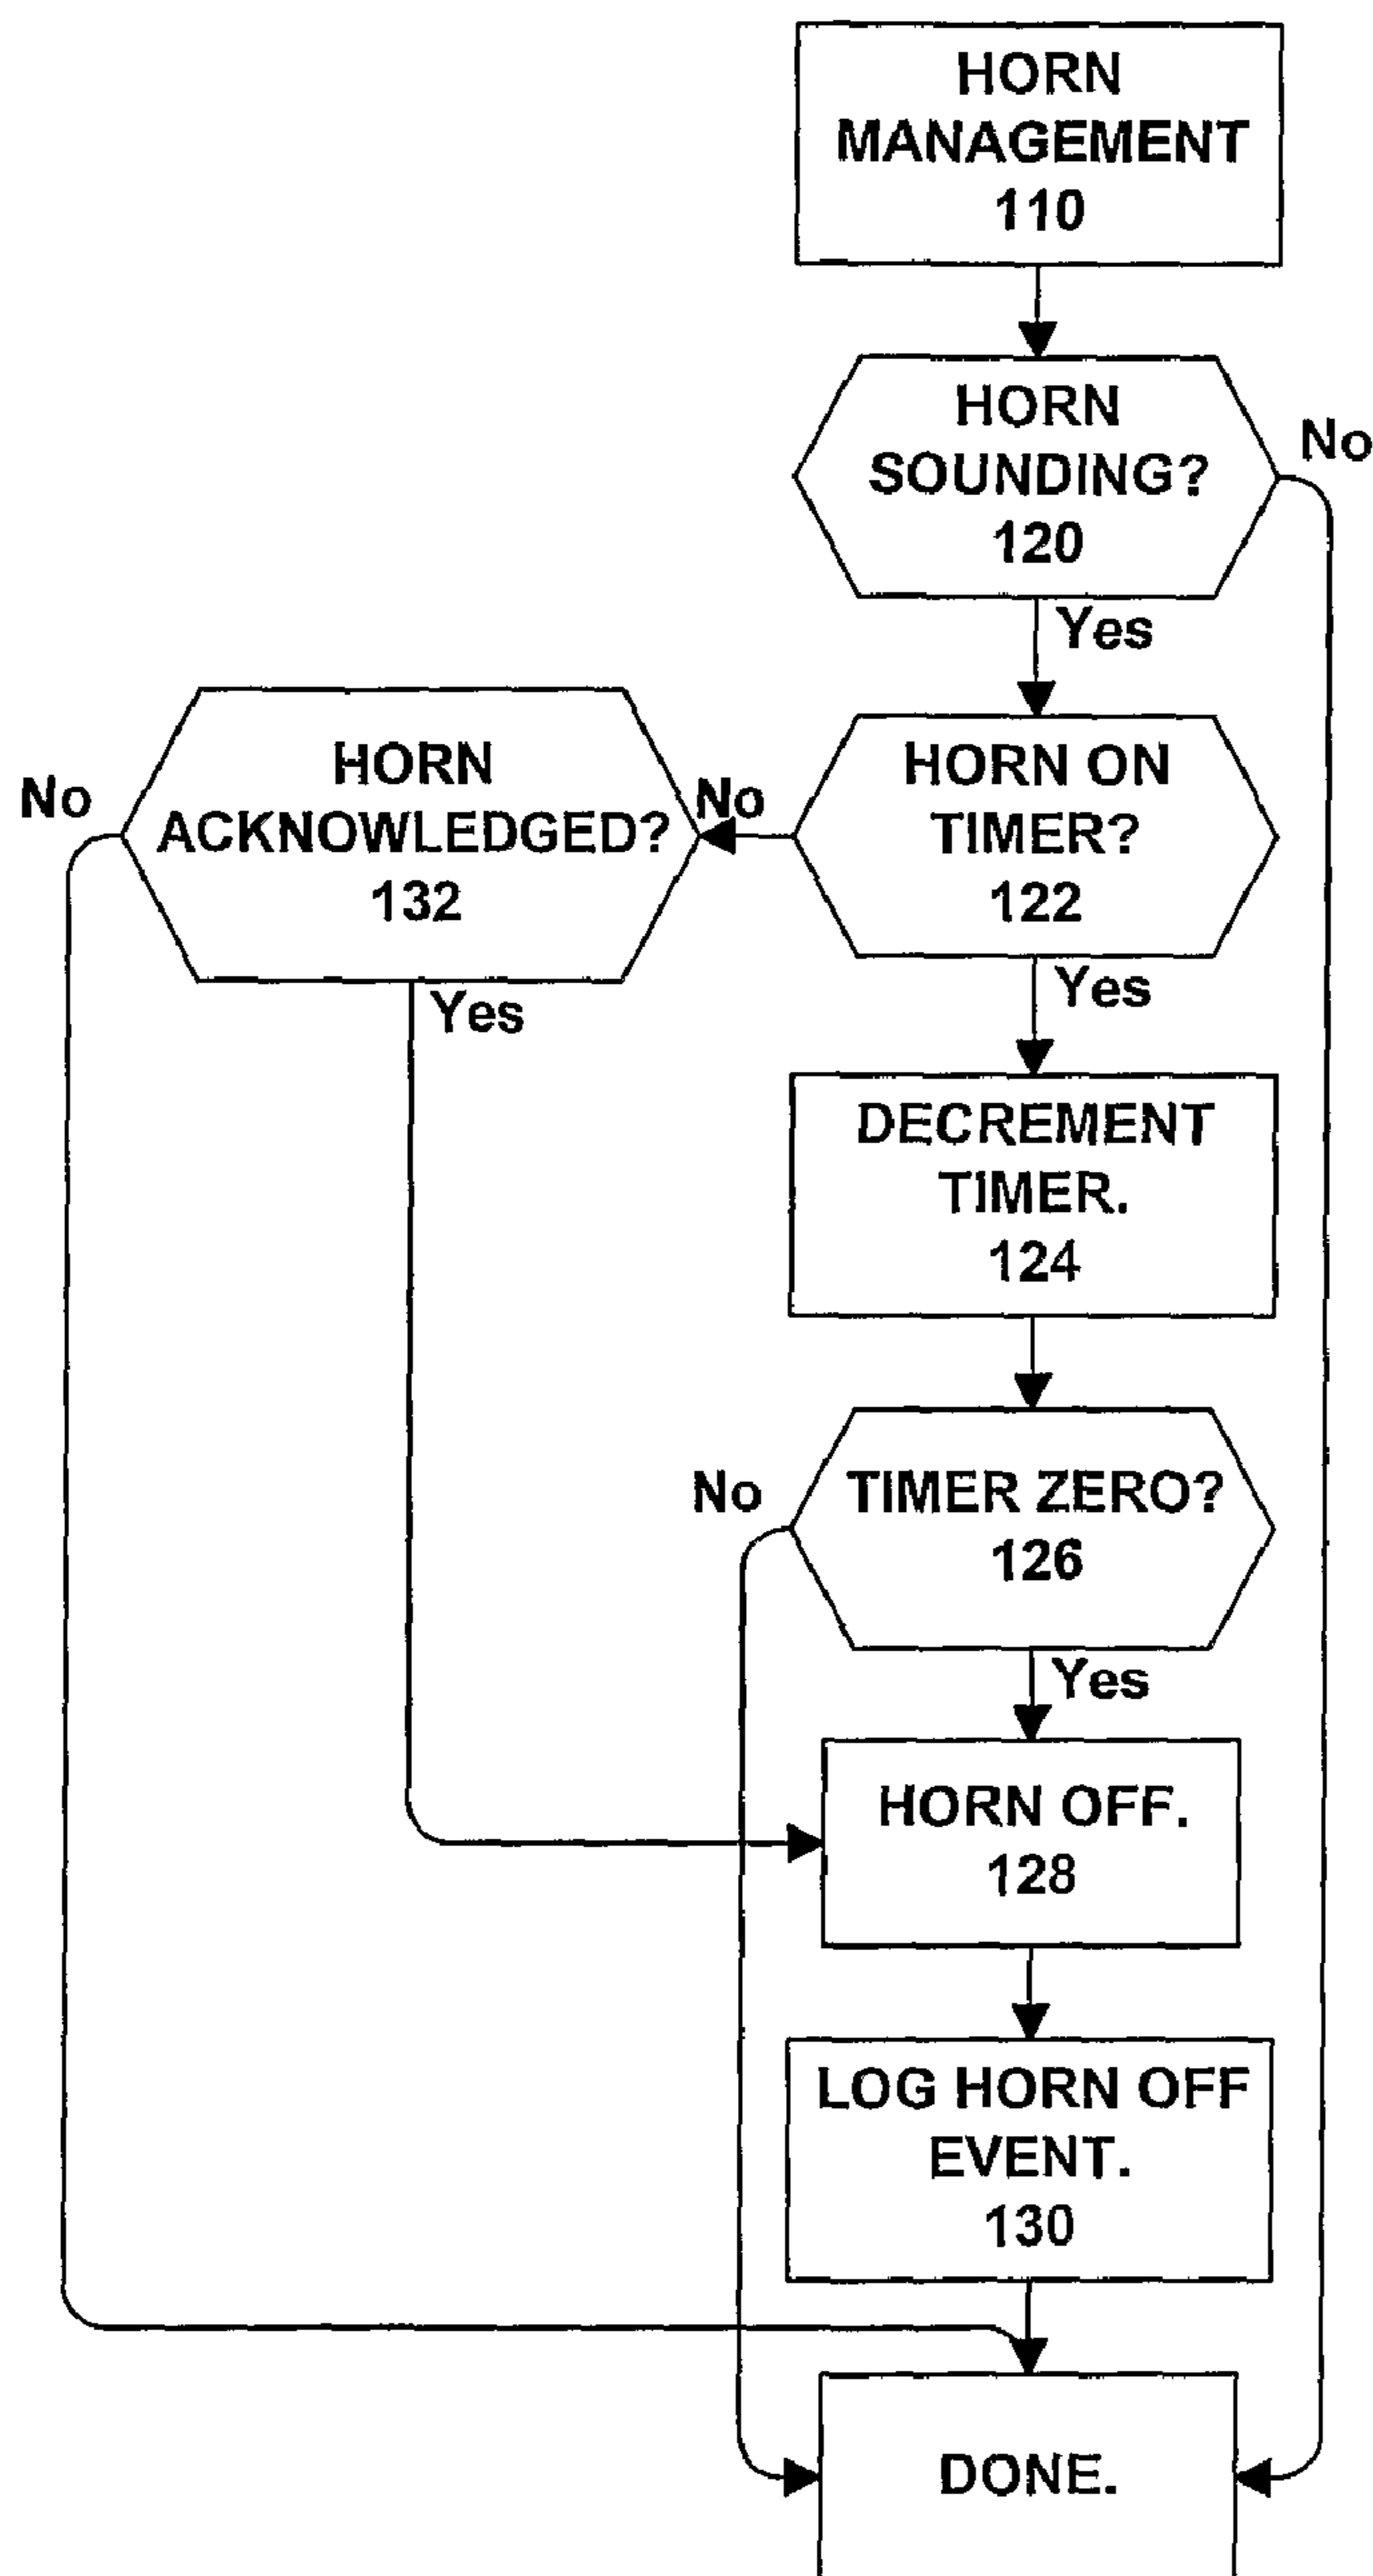 HORN
MANAGEMENT
110
HORN
SOUNDING?
120
No
Yes
HORN ON
TIMER?
122
No
Yes
HORN
ACKNOWLEDGED?
132
No
Yes
DECREMENT
TIMER.
124
TIMER ZERO?
126
No
Yes
HORN OFF.
128
LOG HORN OFF
EVENT.
130
DONE.